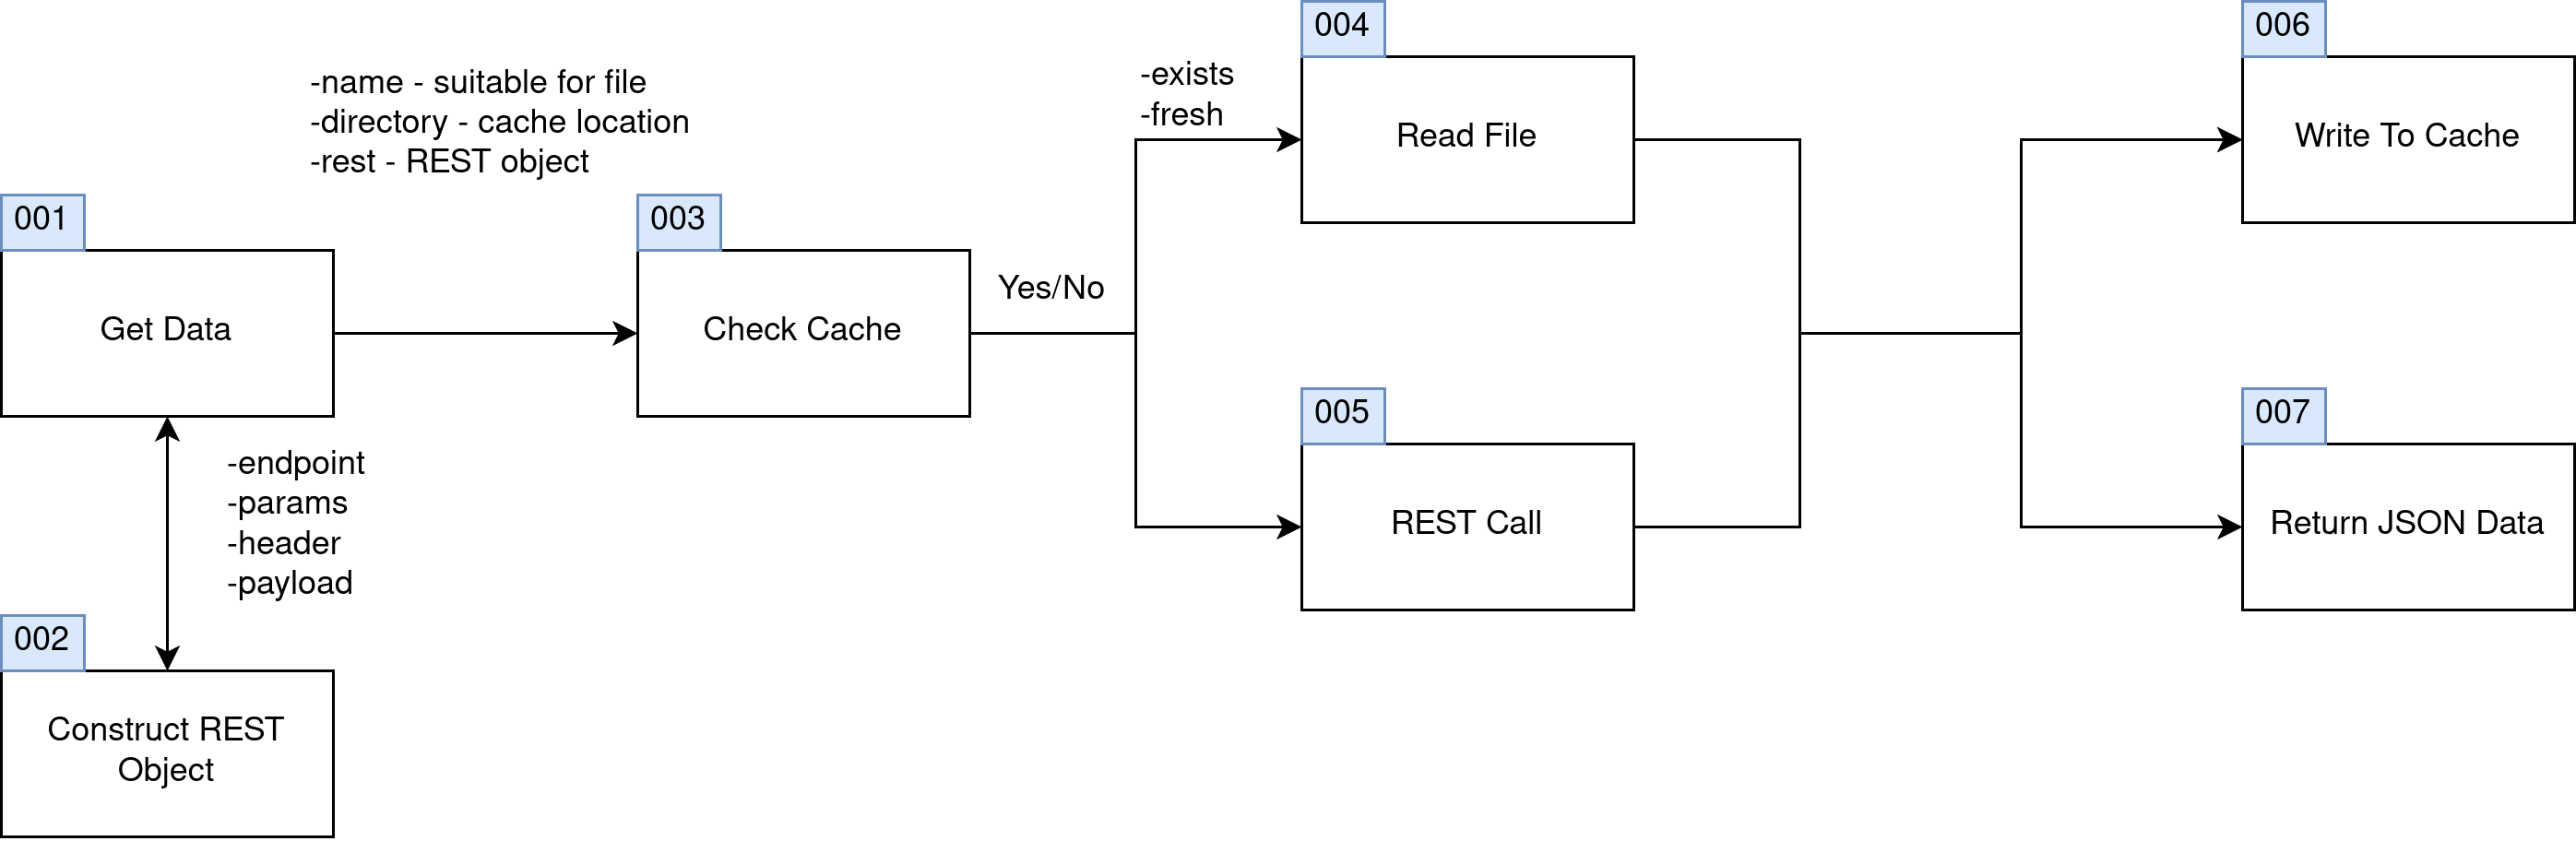 -name - suitable for file
-directory - cache location
-rest - REST object
001
Get Data
-endpoint
-params
-header
-payload
002
Construct REST
Object
003
Check Cache
Yes/No
-exists
-fresh
004
Read File
005
REST Call
006
Write To Cache
007
Return JSON Data